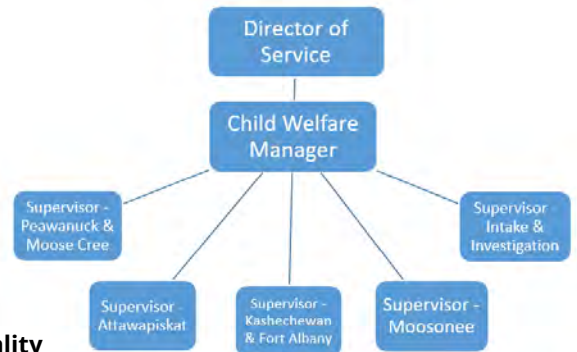 Director of
Service
Child Welfare
Manager
Supervisor -
Peawanuck &
Moose Cree
Supervisor -
Intake &
Investigation
Supervisor -
Attawapiskat
Supervisor -
Kashechewan
& Fort Albany
Supervisor -
Moosonee